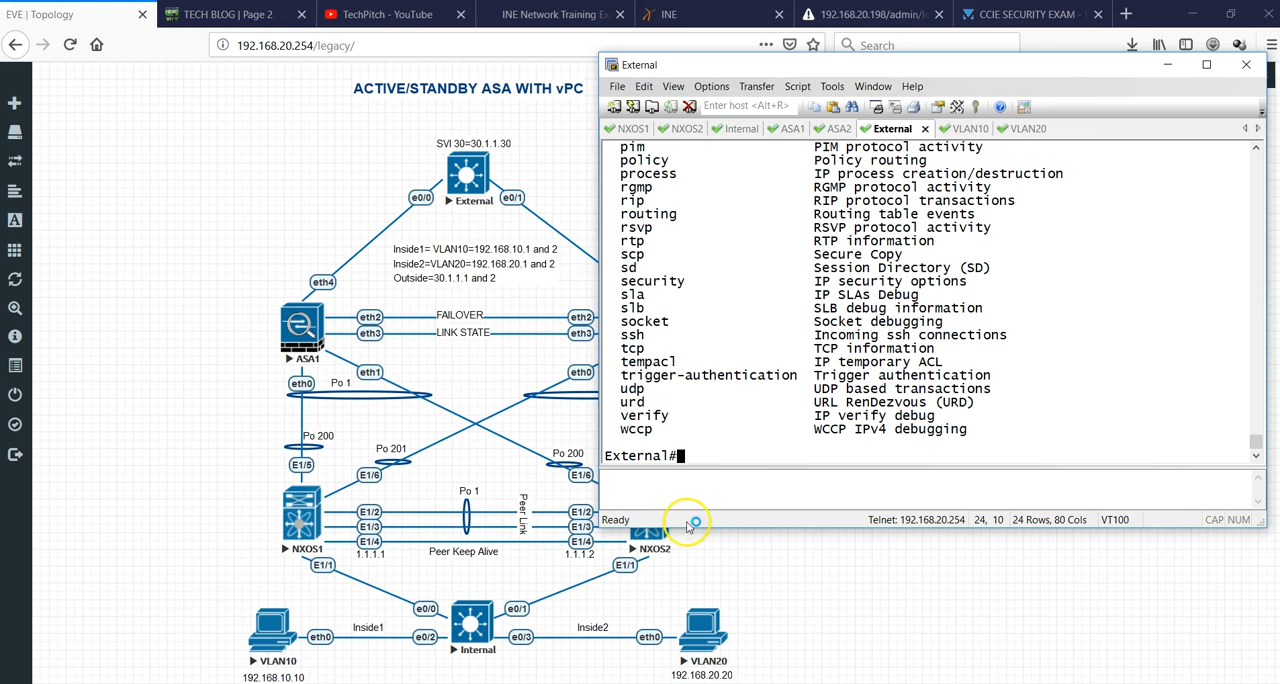 EVE | Topology
TECH BLOG | Page 2
TechPitch - YouTube
INE Network Training Ex
INE
192.168.20.198/admin/
CCIE SECURITY EXAM -
192.168.20.254/legacy/
Search
ACTIVE/STANDBY ASA WITH vPC
SVI 30=30.1.1.30
e0/0
e0/1
External
Inside1= VLAN10=192.168.10.1 and 2
Inside2=VLAN20=192.168.20.1 and 2
Outside=30.1.1.1 and 2
eth4
eth2
FAILOVER
eth2
eth3
LINK STATE
eth3
ASA1
eth1
eth0
eth0
Po 1
Po 200
Po 201
Po 200
E1/5
E1/6
E1/6
Po 1
Peer Link
E1/2
E1/2
E1/3
E1/3
E1/4
E1/4
NXOS1
1.1.1.1
Peer Keep Alive
1.1.1.2
NXOS2
E1/1
E1/1
e0/0
e0/1
Inside1
Inside2
eth0
e0/2
e0/3
eth0
Internal
VLAN10
VLAN20
192.168.10.10
192.168.20.20
External
File Edit View Options Transfer Script Tools Window Help
Enter host <Alt+R>
NXOS1 NXOS2 Internal ASA1 ASA2 External VLAN10 VLAN20
pim PIM protocol activity
policy Policy routing
process IP process creation/destruction
rgmp RGMP protocol activity
rip RIP protocol transactions
routing Routing table events
rsvp RSVP protocol activity
rtp RTP information
scp Secure Copy
sd Session Directory (SD)
security IP security options
sla IP SLAs Debug
slb SLB debug information
socket Socket debugging
ssh Incoming ssh connections
tcp TCP information
tempacl IP temporary ACL
trigger-authentication Trigger authentication
udp UDP based transactions
urd URL RenDezvous (URD)
verify IP verify debug
wccp WCCP IPv4 debugging
External#
Ready
Telnet: 192.168.20.254 24, 10 24 Rows, 80 Cols VT100 CAP NUM